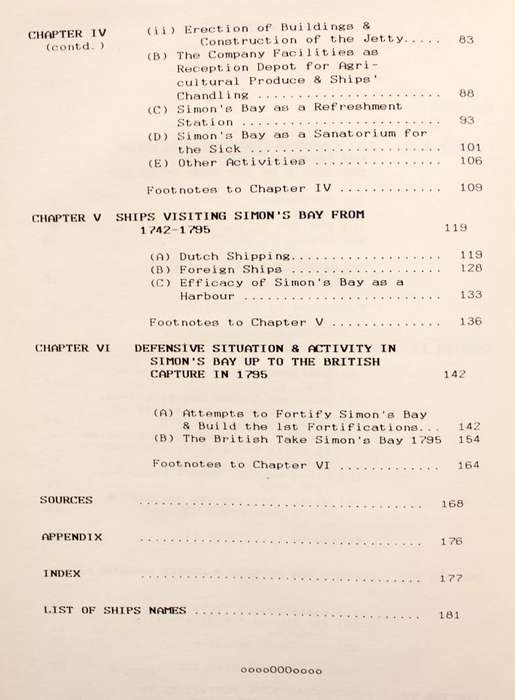 CHAPTER IV (ii) Erection of Buildings &
(contd.) Construction of the Jetty..... 83
(B) The Company Facilities as
Reception Depot for Agri-
cultural Produce & Ships'
Chandling ....................... 88
(C) Simon's Bay as a Refreshment
Station ......................... 93
(D) Simon's Bay as a Sanatorium for
the Sick ........................ 101
(E) Other Activities ................ 106
Footnotes to Chapter IV ............. 109
CHAPTER V SHIPS VISITING SIMON'S BAY FROM
1742-1795 119
(A) Dutch Shipping................... 119
(B) Foreign Ships ................... 128
(C) Efficacy of Simon's Bay as a
Harbour ......................... 133
Footnotes to Chapter V .............. 136
CHAPTER VI DEFENSIVE SITUATION & ACTIVITY IN
SIMON'S BAY UP TO THE BRITISH
CAPTURE IN 1795 142
(A) Attempts to Fortify Simon's Bay
& Build the 1st Fortifications... 142
(B) The British Take Simon's Bay 1795 154
Footnotes to Chapter VI ............. 164
SOURCES .................................... 168
APPENDIX .................................... 176
INDEX .................................... 177
LIST OF SHIPS NAMES ............................. 181
oooo000oooo